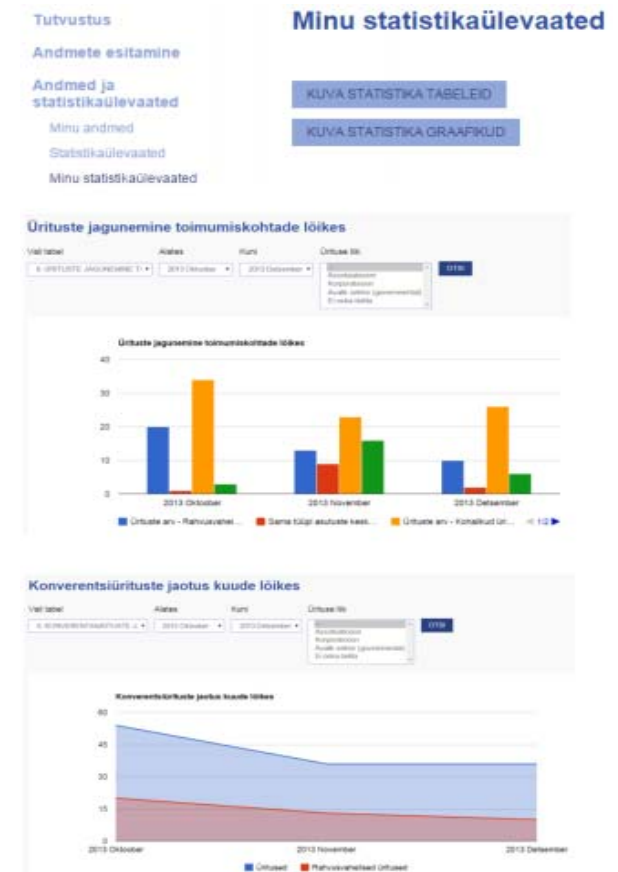 Tutvustus
Andmete esitamine
Andmed ja
statistikaülevaated
Minu andmed
Statistikaülevaated
Minu statistikaülevaated
Minu statistikaülevaated
KUVA STATISTIKA TABELEID
KUVA STATISTIKA GRAAFIKUD
Ürituste jagunemine toimumiskohtade lõikes
Vali tabel Alates Kuni Ürituse liik
2013 Oktoober 2013 Detsember
Assotsiatsioon
Korporatsioon
Avalik sektor (governmental)
Ei oska öelda
OTSI
Ürituste jagunemine toimumiskohtade lõikes
40
30
20
10
0
2013 Oktoober 2013 November 2013 Detsember
Ürituste arv - Rahvusvahel... Sama tüüpi asutuste kesk... Ürituste arv - Kohalikud ür... 1/2
Konverentsiürituste jaotus kuude lõikes
Vali tabel Alates Kuni Ürituse liik
2013 Oktoober 2013 Detsember
Assotsiatsioon
Korporatsioon
Avalik sektor (governmental)
Ei oska öelda
OTSI
Konverentsiürituste jaotus kuude lõikes
60
45
30
15
0
2013 Oktoober 2013 November 2013 Detsember
Üritused Rahvusvahelised üritused